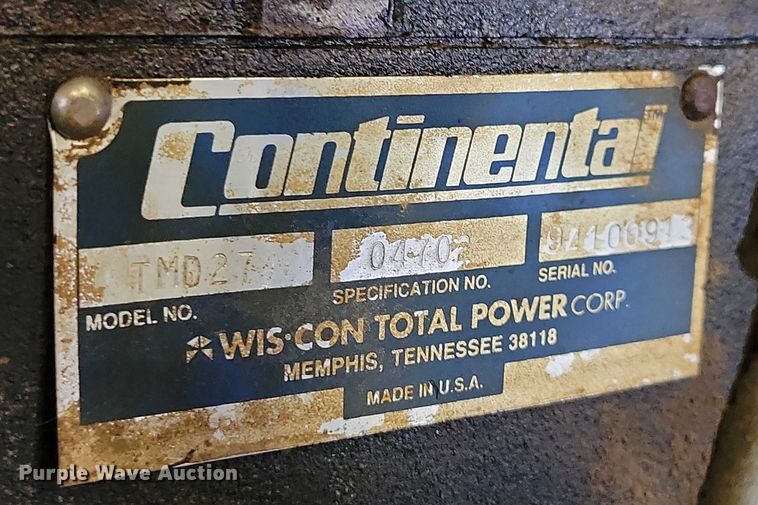 Continental
TMD27
0470
MODEL NO.
SPECIFICATION NO.
SERIAL NO.
WIS·CON TOTAL POWER CORP.
MEMPHIS, TENNESSEE 38118
MADE IN U.S.A.
Purple Wave Auction